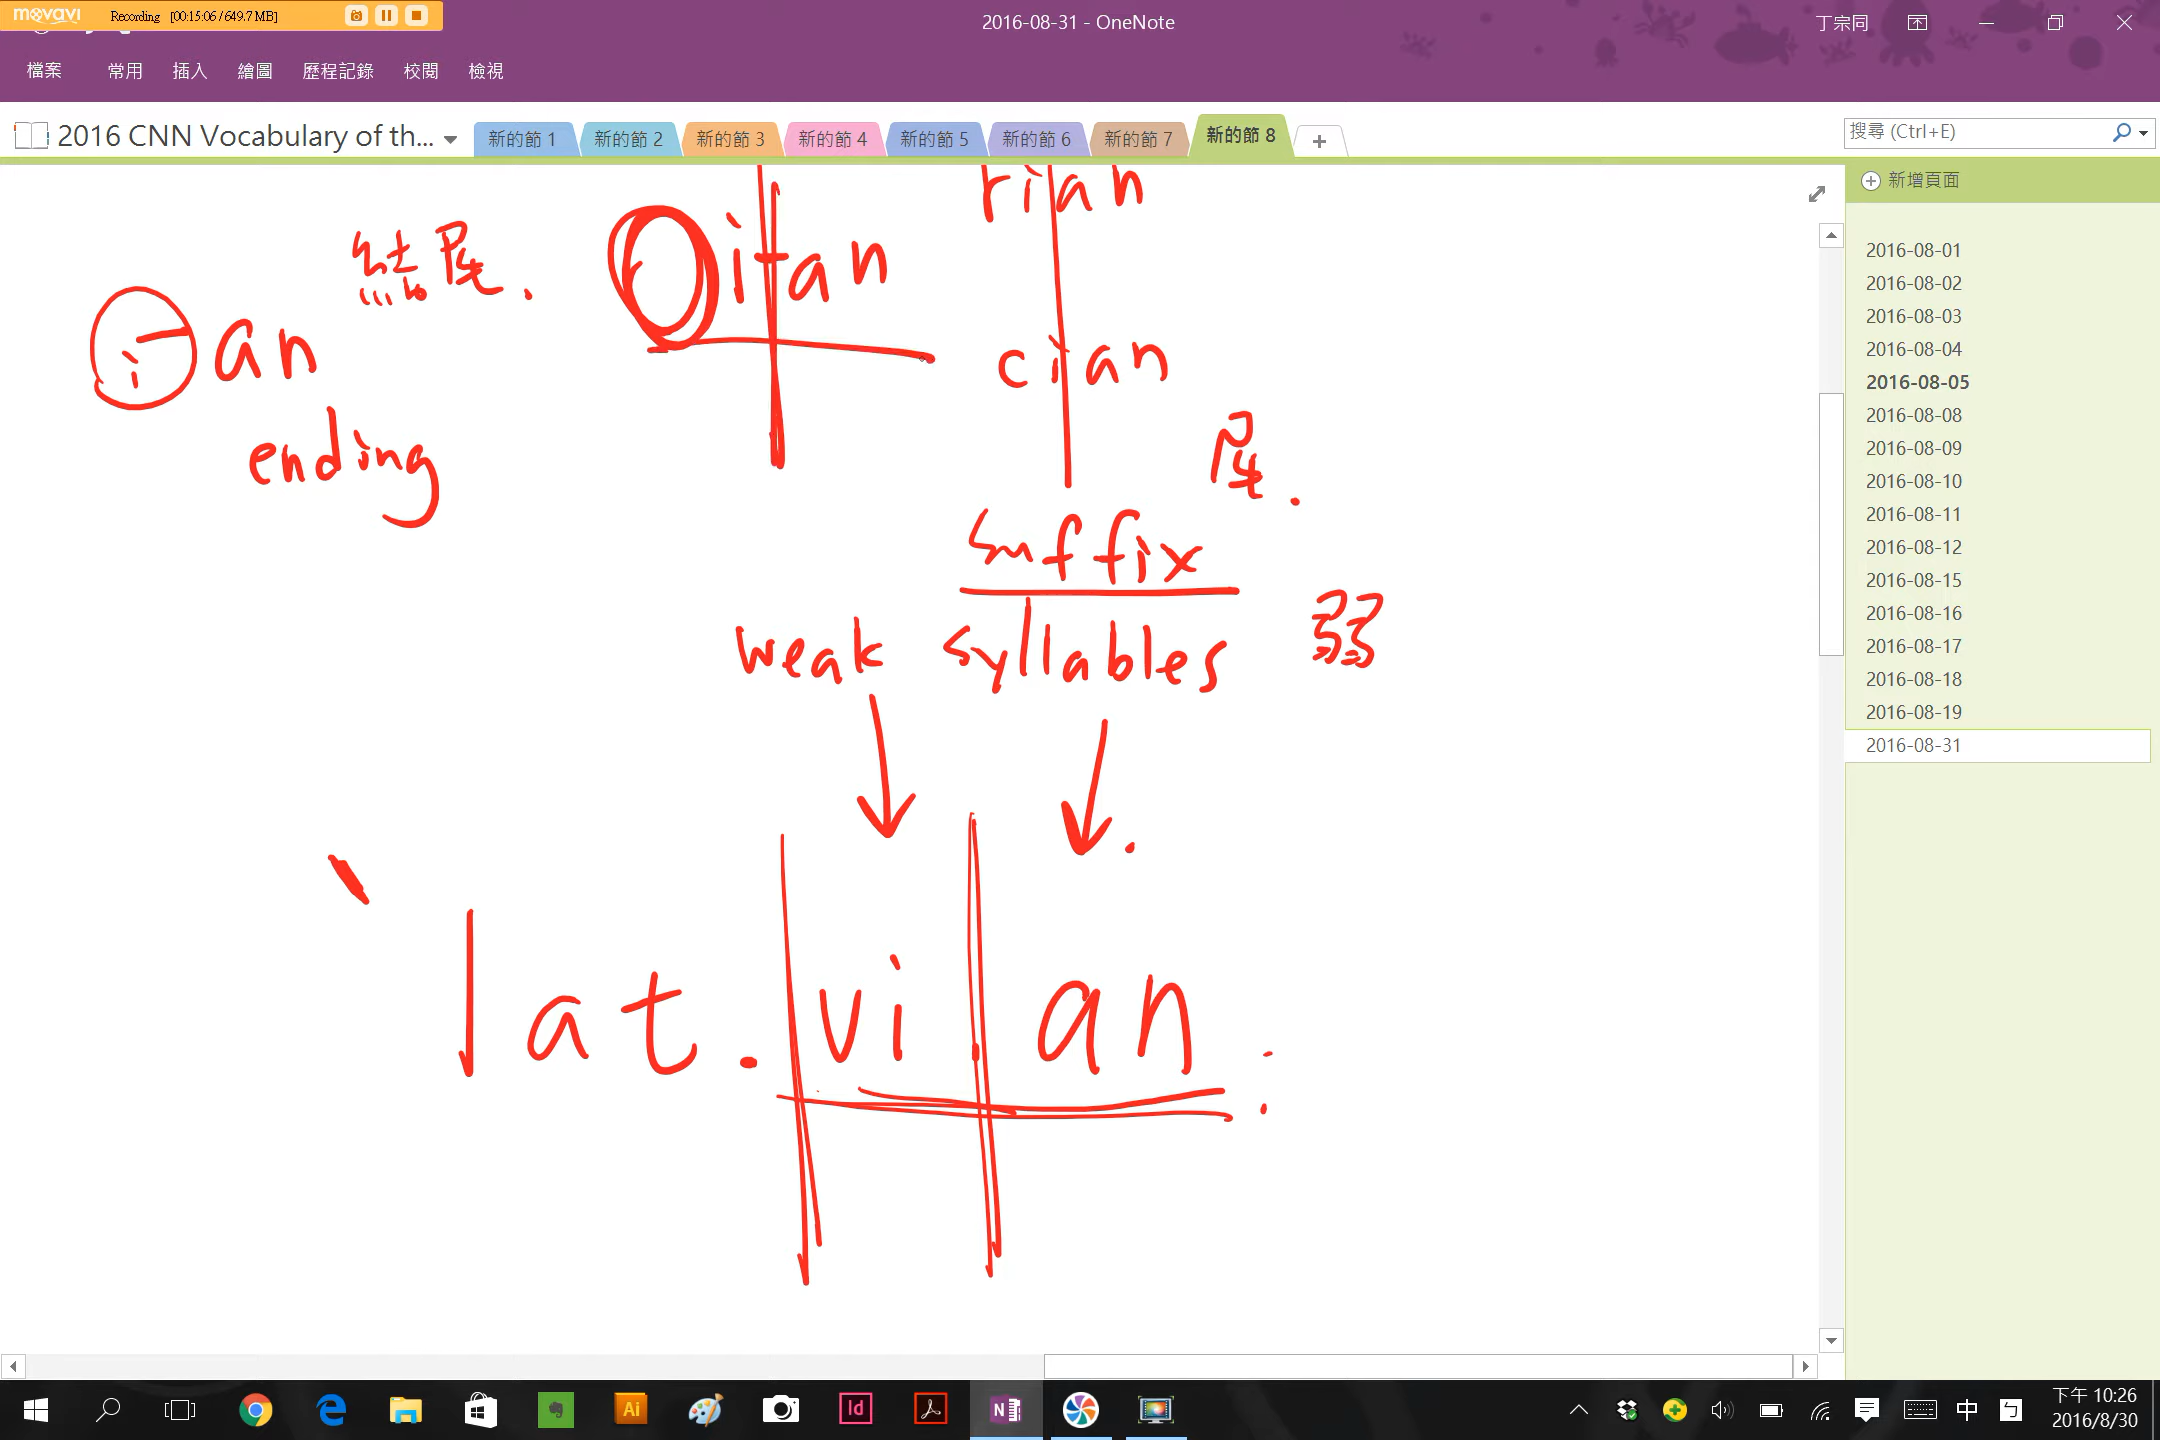 movavi Recording [00:15:06 / 649.7 MB]
2016-08-31 - OneNote
丁宗同
檔案 常用 插入 繪圖 歷程記錄 校閱 檢視
2016 CNN Vocabulary of th...
新的節 1 新的節 2 新的節 3 新的節 4 新的節 5 新的節 6 新的節 7 新的節 8
搜尋 (Ctrl+E)
新增頁面
2016-08-01
2016-08-02
2016-08-03
2016-08-04
2016-08-05
2016-08-08
2016-08-09
2016-08-10
2016-08-11
2016-08-12
2016-08-15
2016-08-16
2016-08-17
2016-08-18
2016-08-19
2016-08-31
rian
結尾. ian
i an
cian
ending
尾.
suffix
weak syllables 弱
lat. vi. an
Ai Id N 中 ㄅ
下午 10:26
2016/8/30